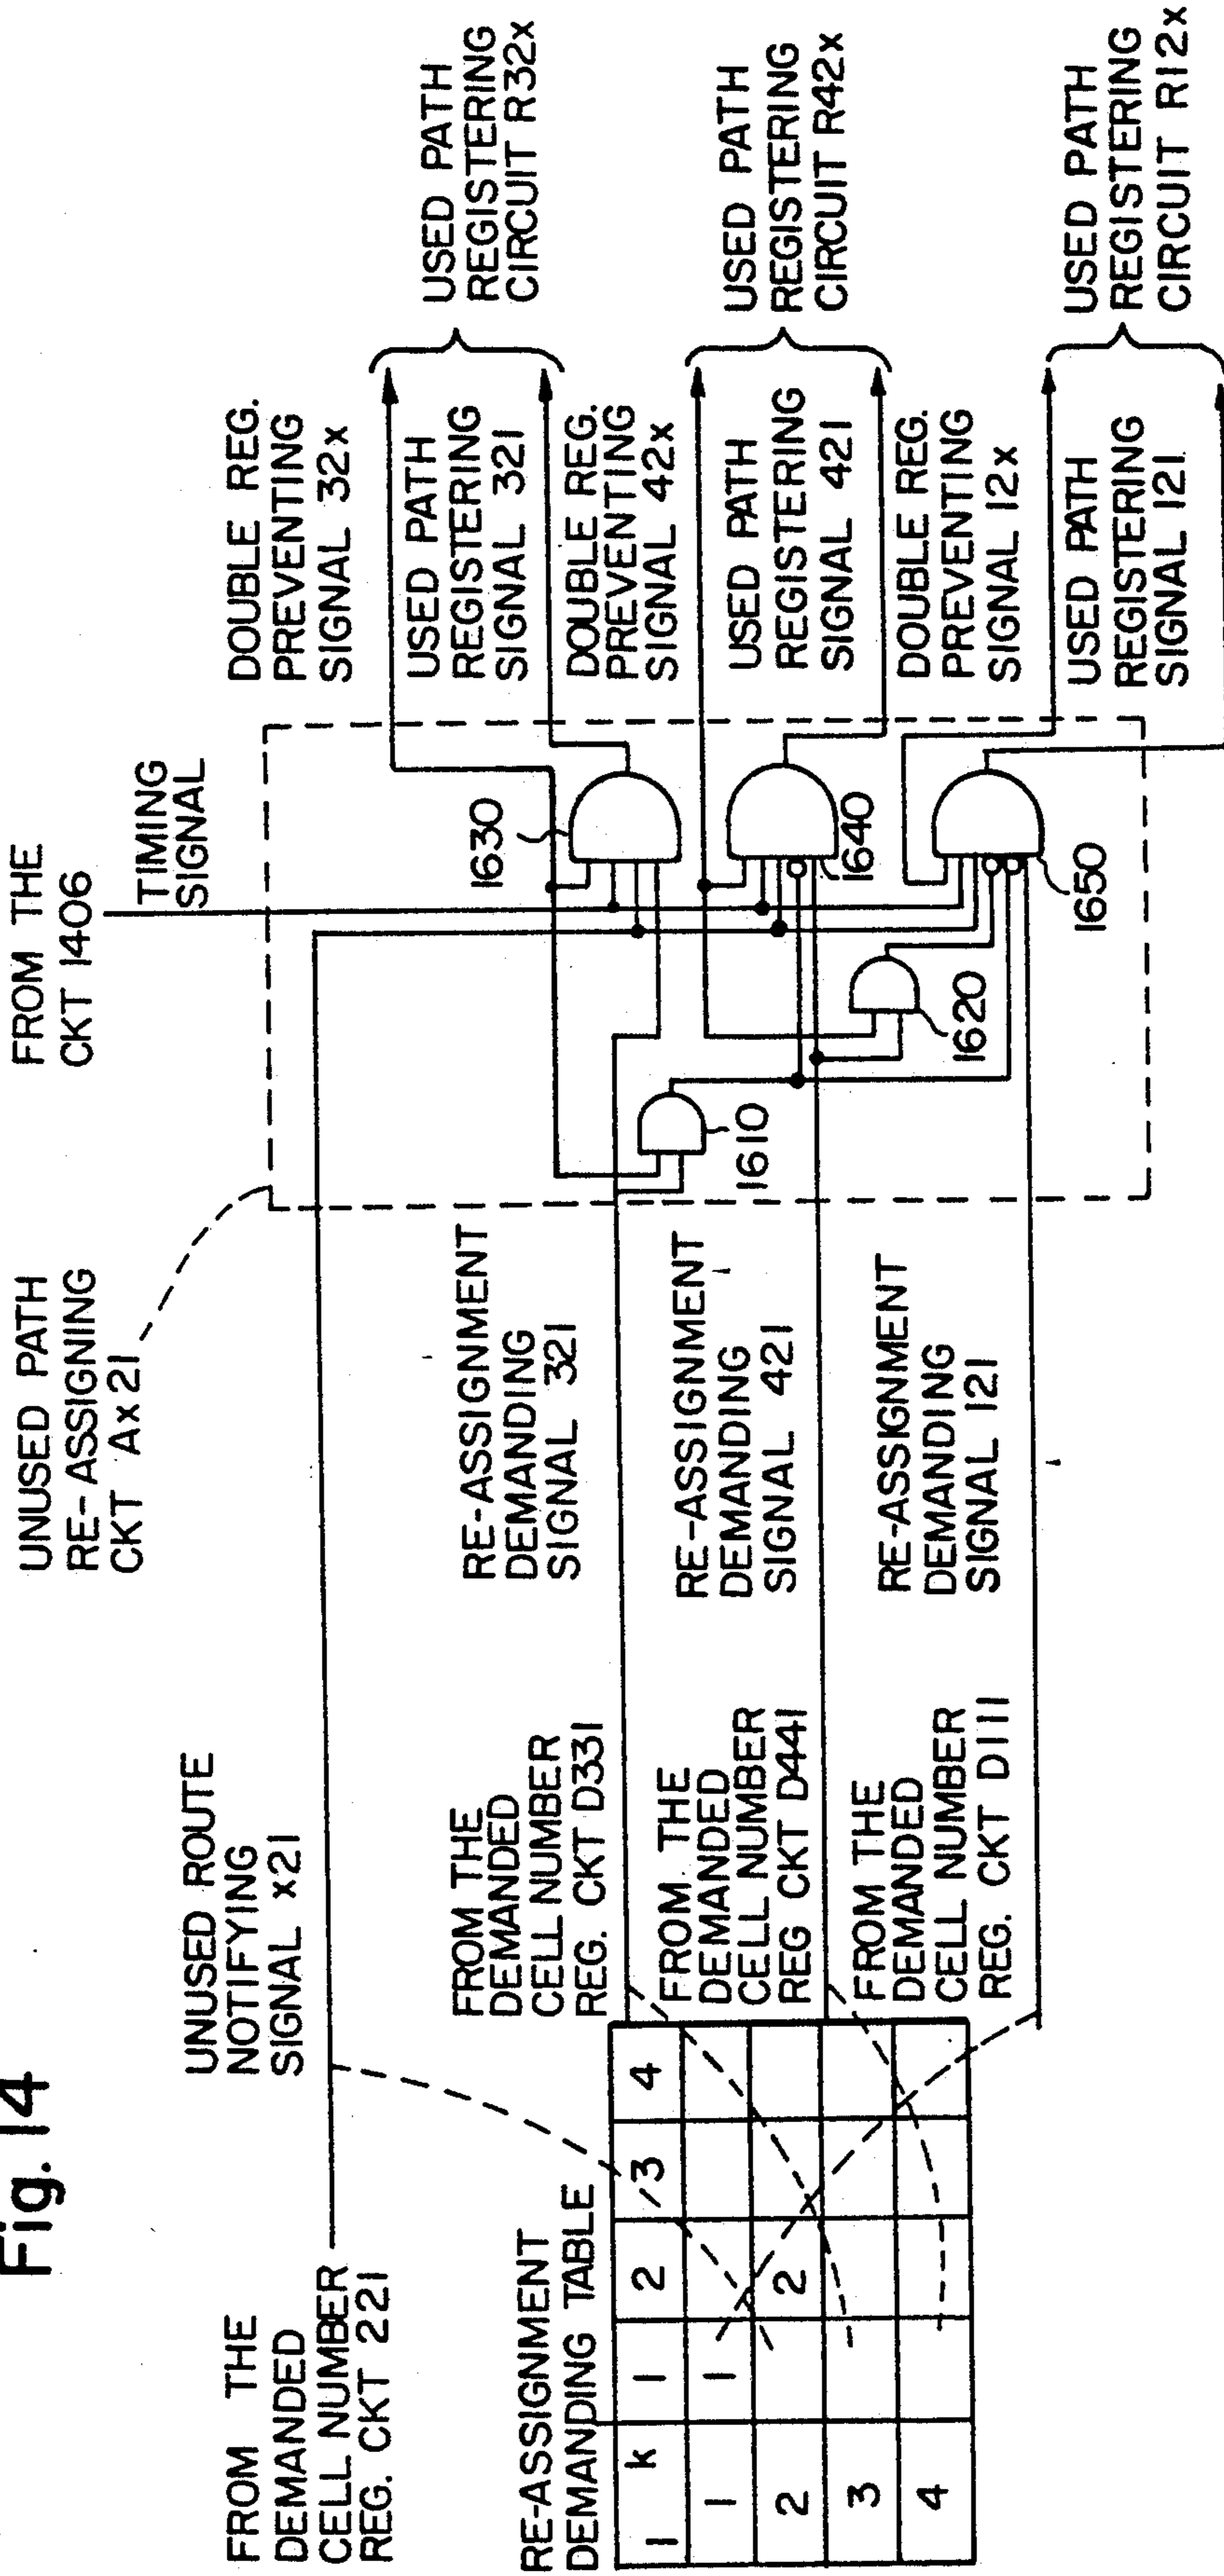 Fig. 14
FROM THE
DEMANDED
CELL NUMBER
REG. CKT 221
UNUSED ROUTE
NOTIFYING
SIGNAL x21
UNUSED PATH
RE-ASSIGNING
CKT Ax21
FROM THE
CKT 1406
TIMING
SIGNAL
RE-ASSIGNMENT
DEMANDING TABLE
l k 1 2 3 4
1 1
2 2
3
4
FROM THE
DEMANDED
CELL NUMBER
REG. CKT D331
FROM THE
DEMANDED
CELL NUMBER
REG CKT D441
FROM THE
DEMANDED
CELL NUMBER
REG. CKT D111
RE-ASSIGNMENT
DEMANDING
SIGNAL 321
RE-ASSIGNMENT
DEMANDING
SIGNAL 421
RE-ASSIGNMENT
DEMANDING
SIGNAL 121
1610
1620
1630
1640
1650
DOUBLE REG.
PREVENTING
SIGNAL 32x
USED PATH
REGISTERING
SIGNAL 321
DOUBLE REG.
PREVENTING
SIGNAL 42x
USED PATH
REGISTERING
SIGNAL 421
DOUBLE REG.
PREVENTING
SIGNAL 12x
USED PATH
REGISTERING
SIGNAL 121
USED PATH
REGISTERING
CIRCUIT R32x
USED PATH
REGISTERING
CIRCUIT R42x
USED PATH
REGISTERING
CIRCUIT R12x